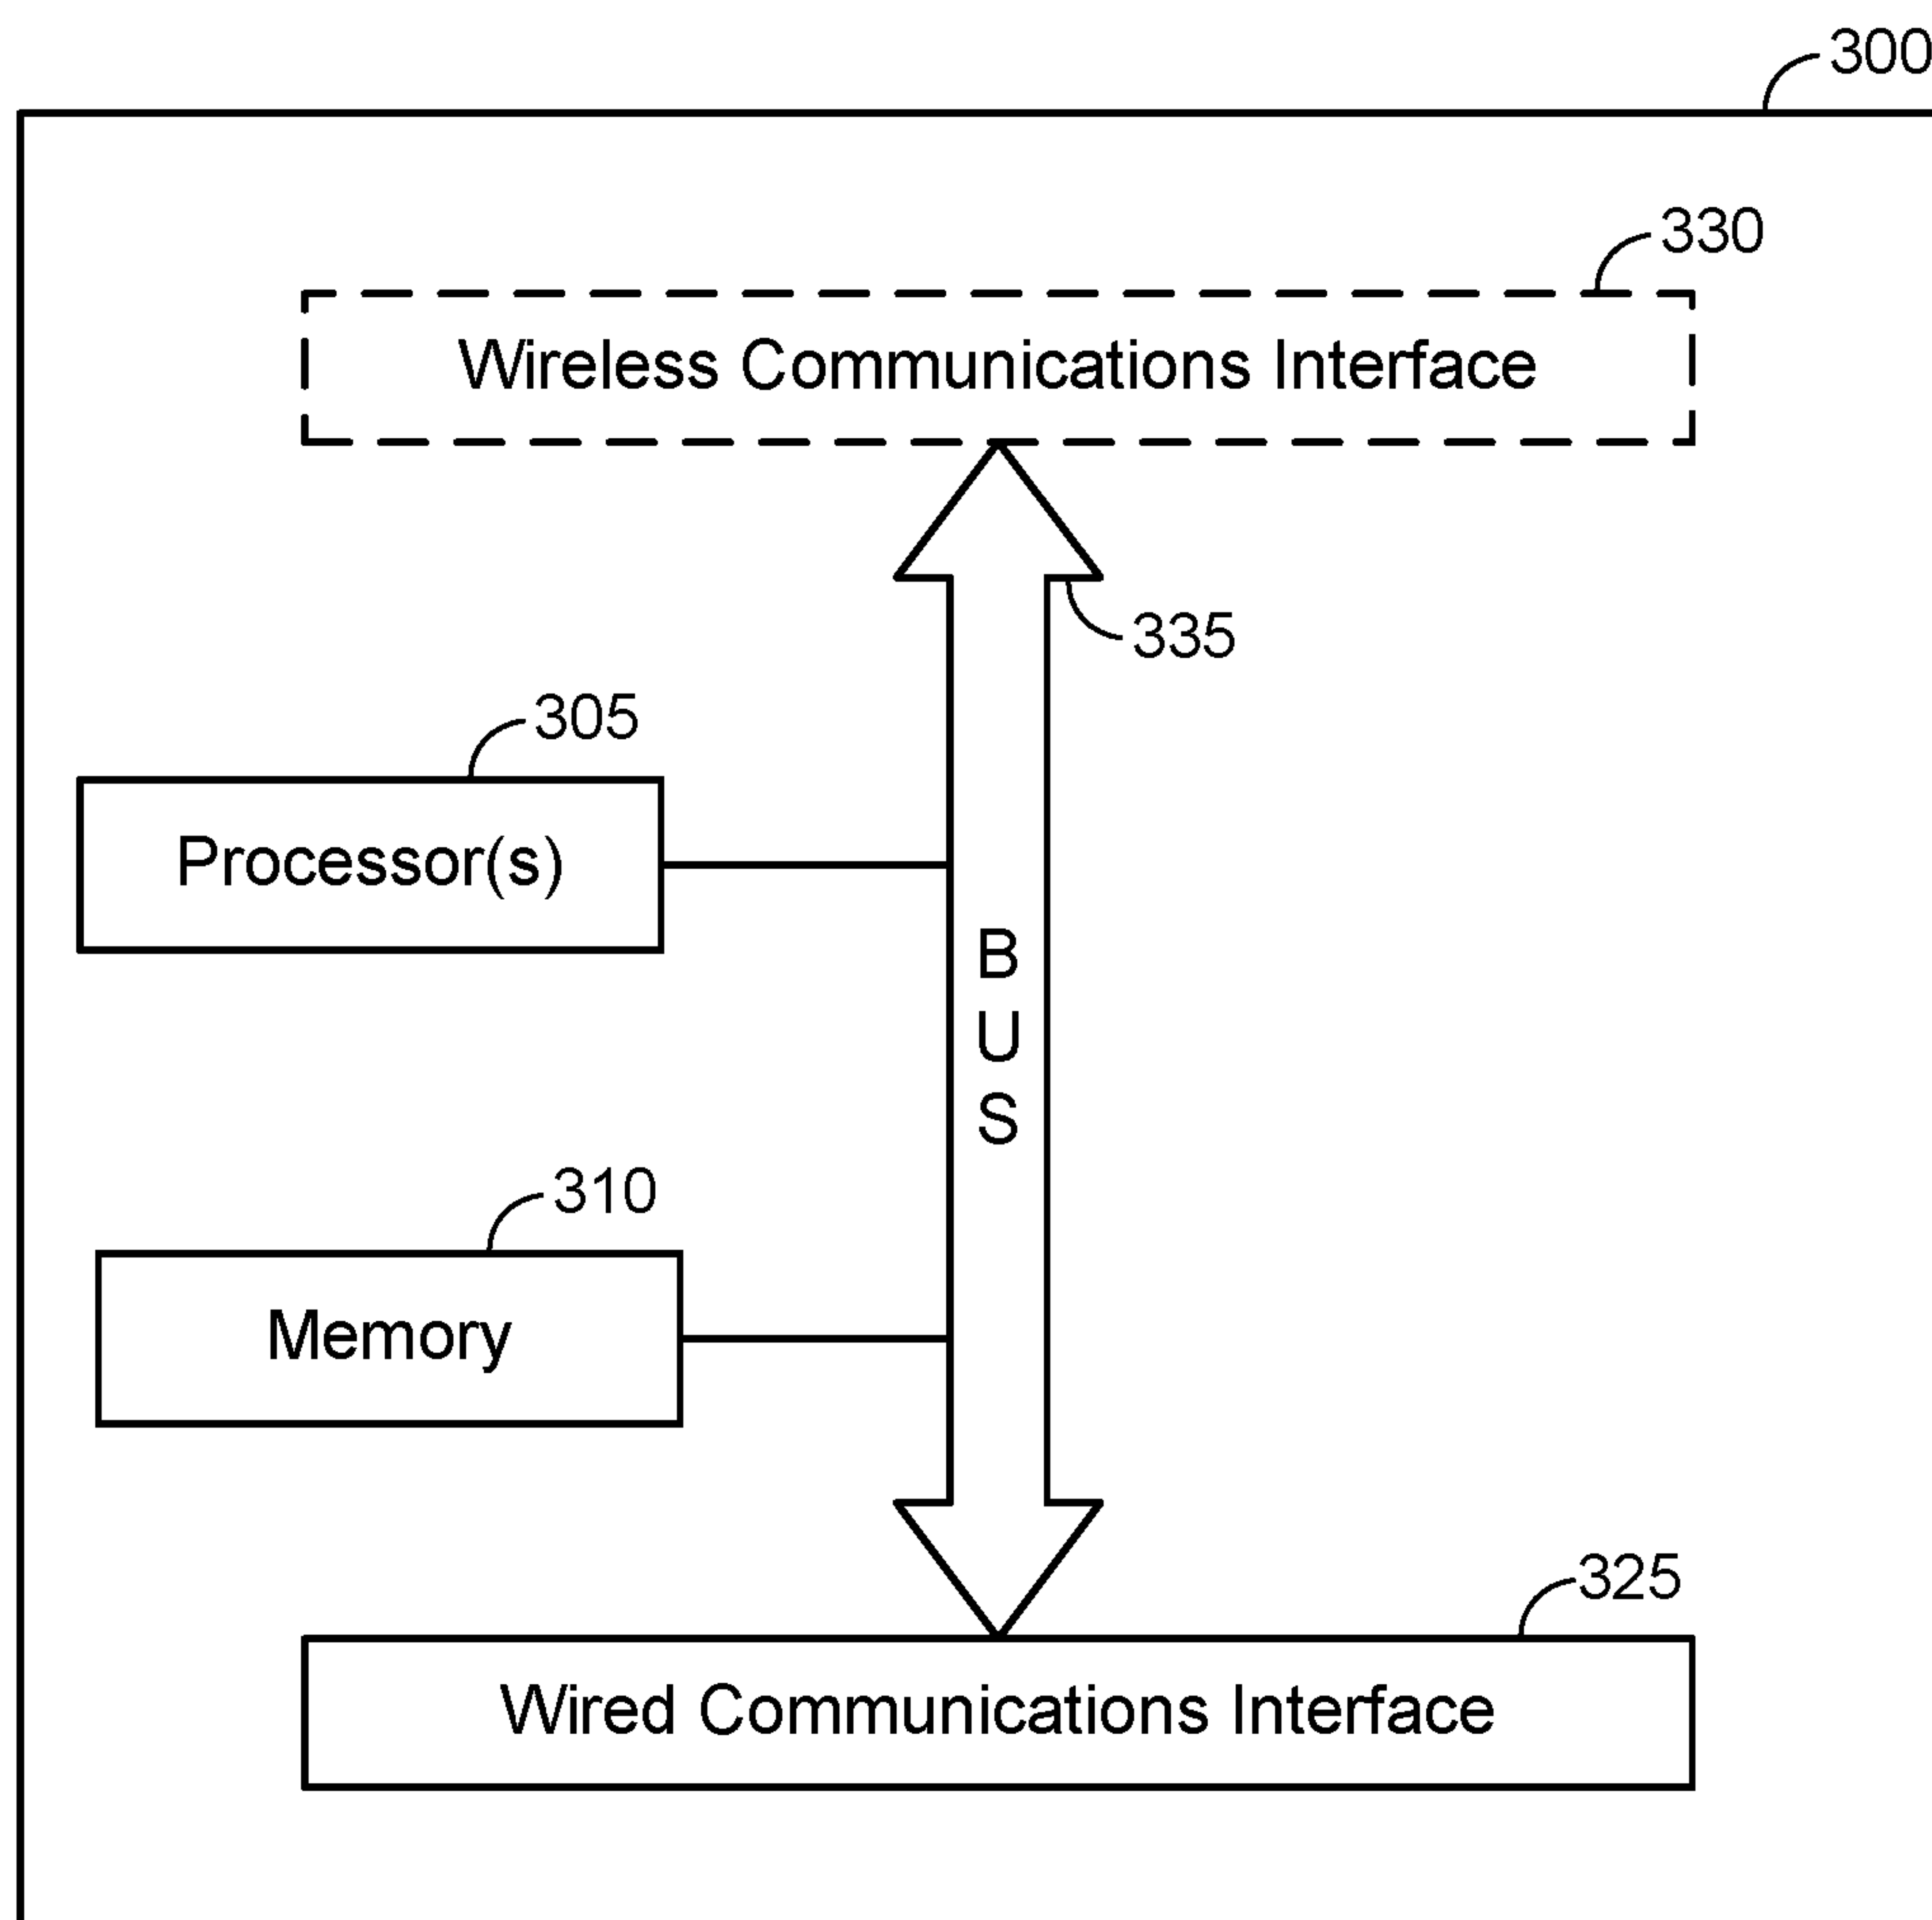 300
330
Wireless Communications Interface
335
305
Processor(s)
B
U
S
310
Memory
325
Wired Communications Interface